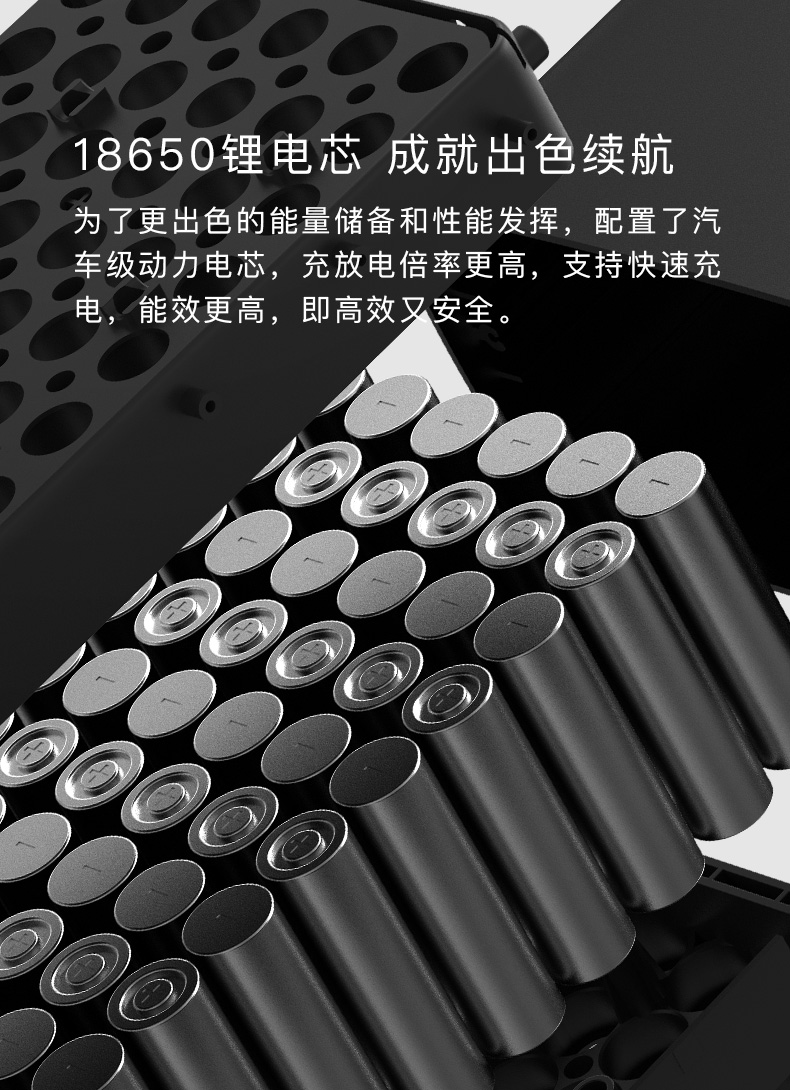 18650锂电芯 成就出色续航
为了更出色的能量储备和性能发挥，配置了汽
车级动力电芯，充放电倍率更高，支持快速充
电，能效更高，即高效又安全。